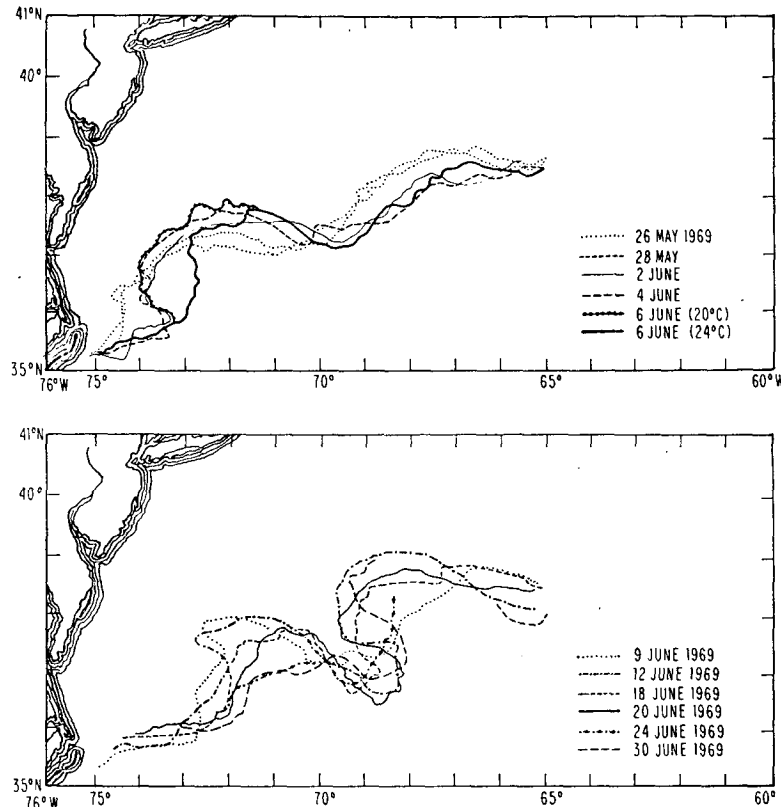 41°N
40°
35°N
76°W
75°
70°
65°
60°W
26 MAY 1969
28 MAY
2 JUNE
4 JUNE
6 JUNE (20°C)
6 JUNE (24°C)
41°N
40°
35°N
76°W
75°
70°
65°
60°
9 JUNE 1969
12 JUNE 1969
18 JUNE 1969
20 JUNE 1969
24 JUNE 1969
30 JUNE 1969